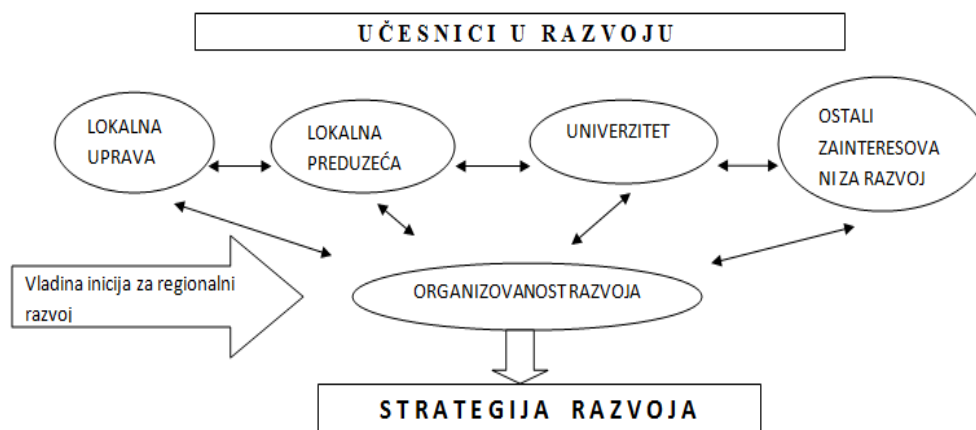 UČESNICI U RAZVOJU
LOKALNA
UPRAVA
LOKALNA
PREDUZEĆA
UNIVERZITET
OSTALI
ZAINTERESOVA
NI ZA RAZVOJ
Vladina inicija za regionalni
razvoj
ORGANIZOVANOST RAZVOJA
STRATEGIJA RAZVOJA